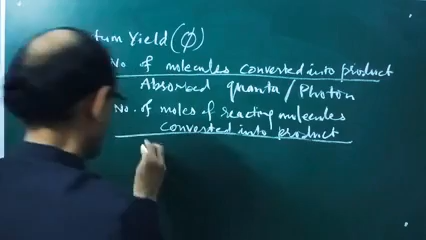 tum Yield (φ)
No of molecules converted into product
Absorbed quanta / Photon
No. of moles of reacting molecules
converted into product